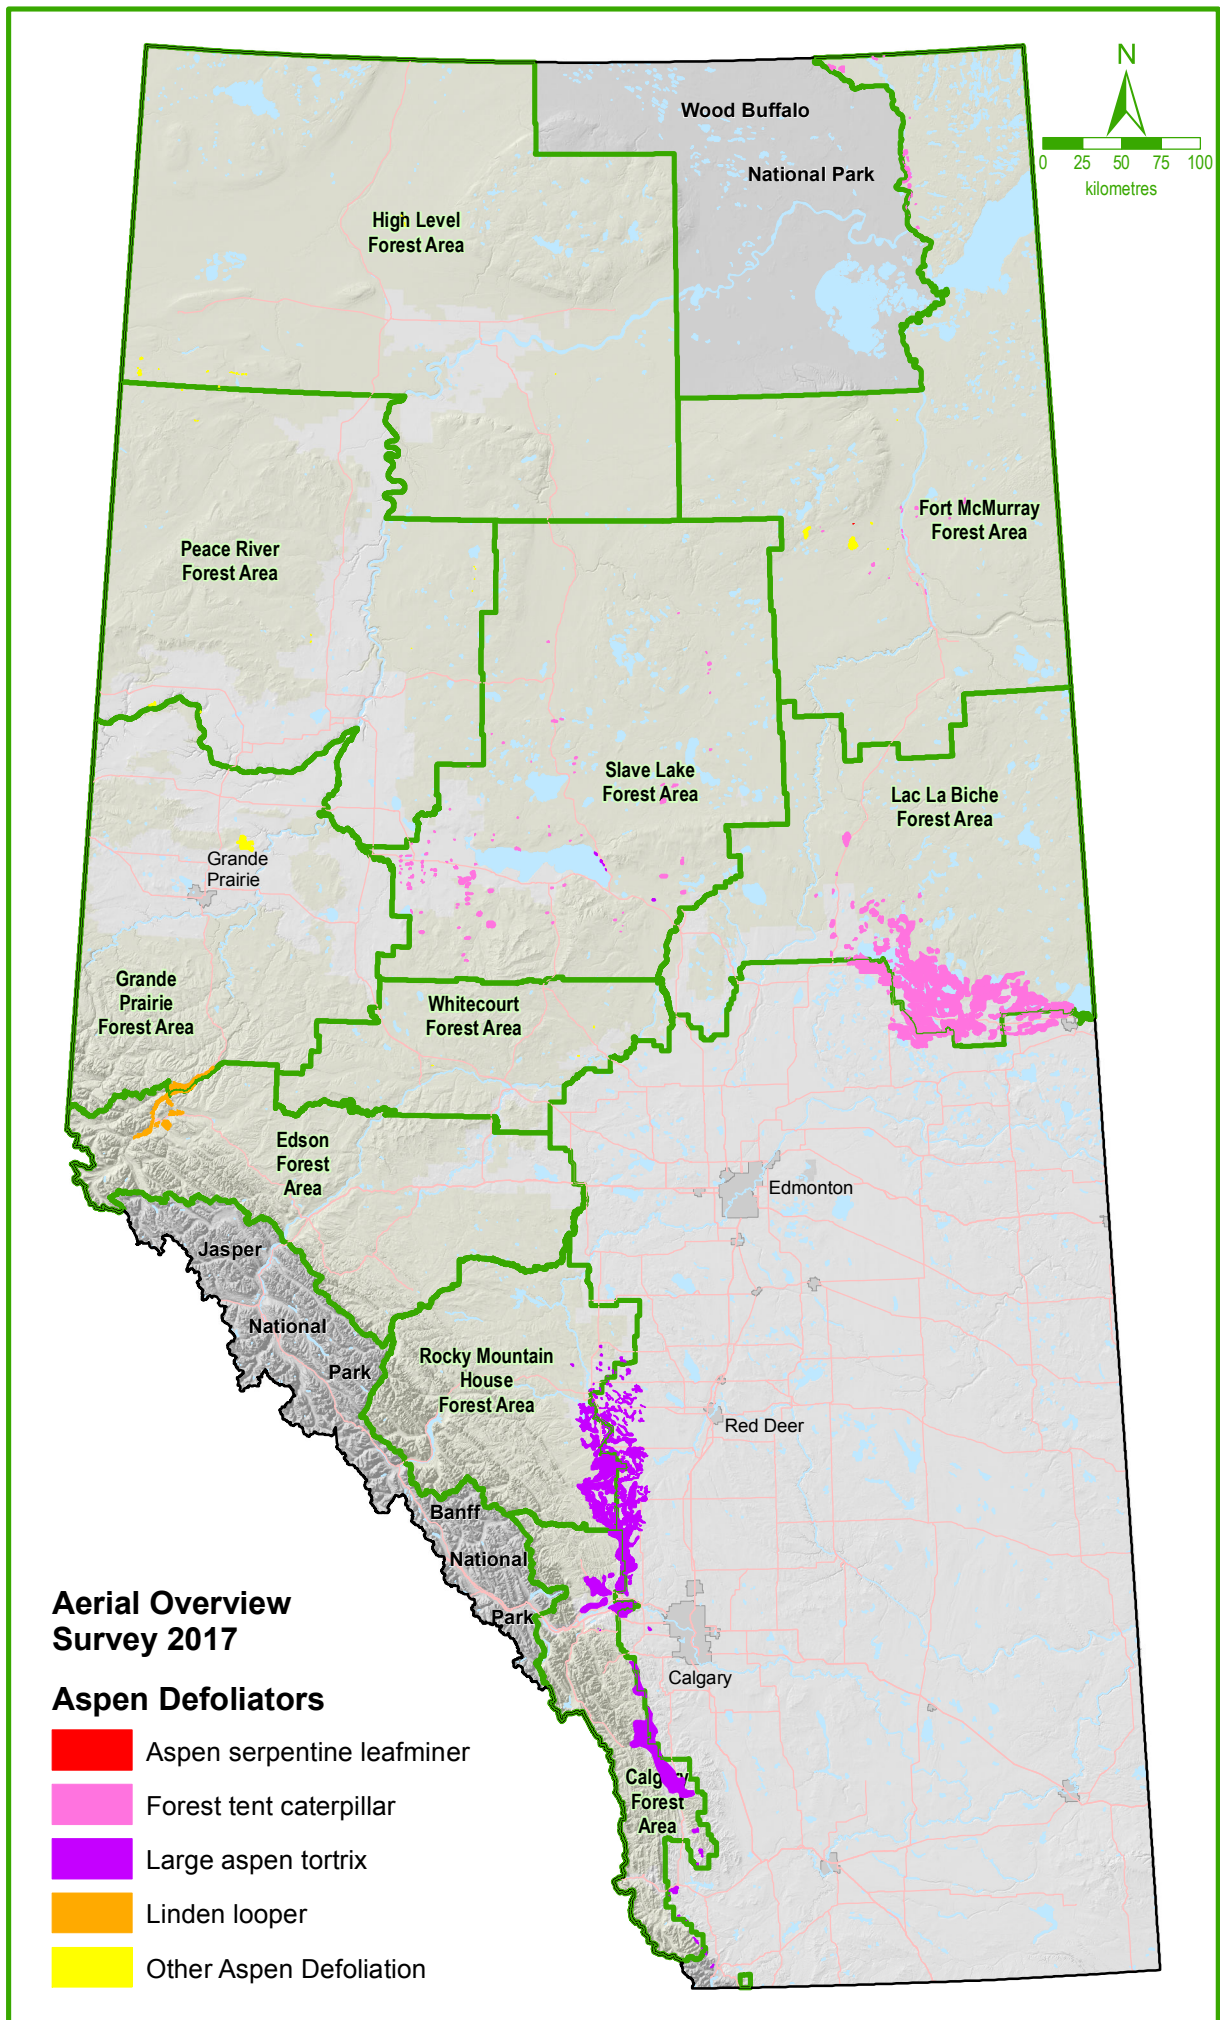 N
0 25 50 75 100
kilometres
Wood Buffalo
National Park
High Level
Forest Area
Fort McMurray
Forest Area
Peace River
Forest Area
Slave Lake
Forest Area
Lac La Biche
Forest Area
Grande
Prairie
Grande
Prairie
Forest Area
Whitecourt
Forest Area
Edson
Forest
Area
Edmonton
Jasper
National
Park
Rocky Mountain
House
Forest Area
Red Deer
Banff
National
Park
Calgary
Calgary
Forest
Area
Aerial Overview
Survey 2017
Aspen Defoliators
Aspen serpentine leafminer
Forest tent caterpillar
Large aspen tortrix
Linden looper
Other Aspen Defoliation